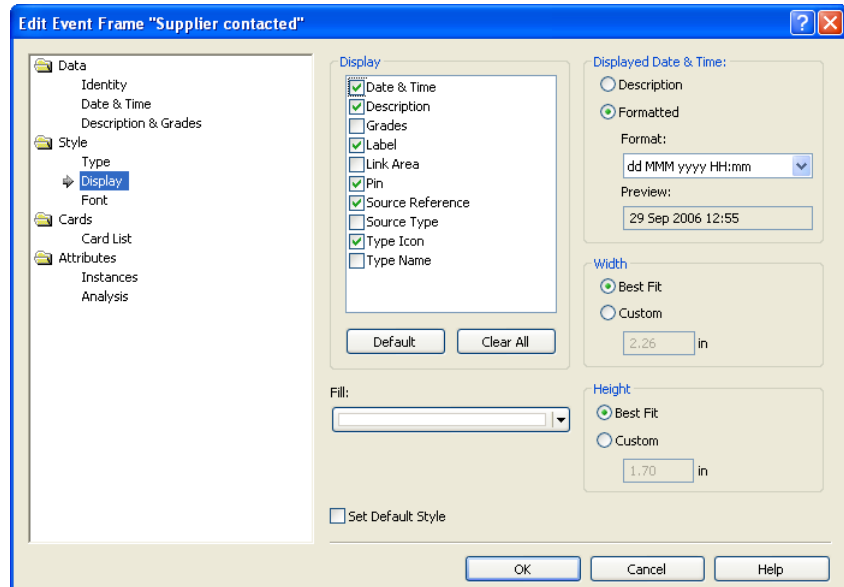 Edit Event Frame "Supplier contacted"
Data
Identity
Date & Time
Description & Grades
Style
Type
Display
Font
Cards
Card List
Attributes
Instances
Analysis
Display
Date & Time
Description
Grades
Label
Link Area
Pin
Source Reference
Source Type
Type Icon
Type Name
Default Clear All
Fill:
Set Default Style
Displayed Date & Time:
Description
Formatted
Format:
dd MMM yyyy HH:mm
Preview:
29 Sep 2006 12:55
Width
Best Fit
Custom
2.26 in
Height
Best Fit
Custom
1.70 in
OK Cancel Help